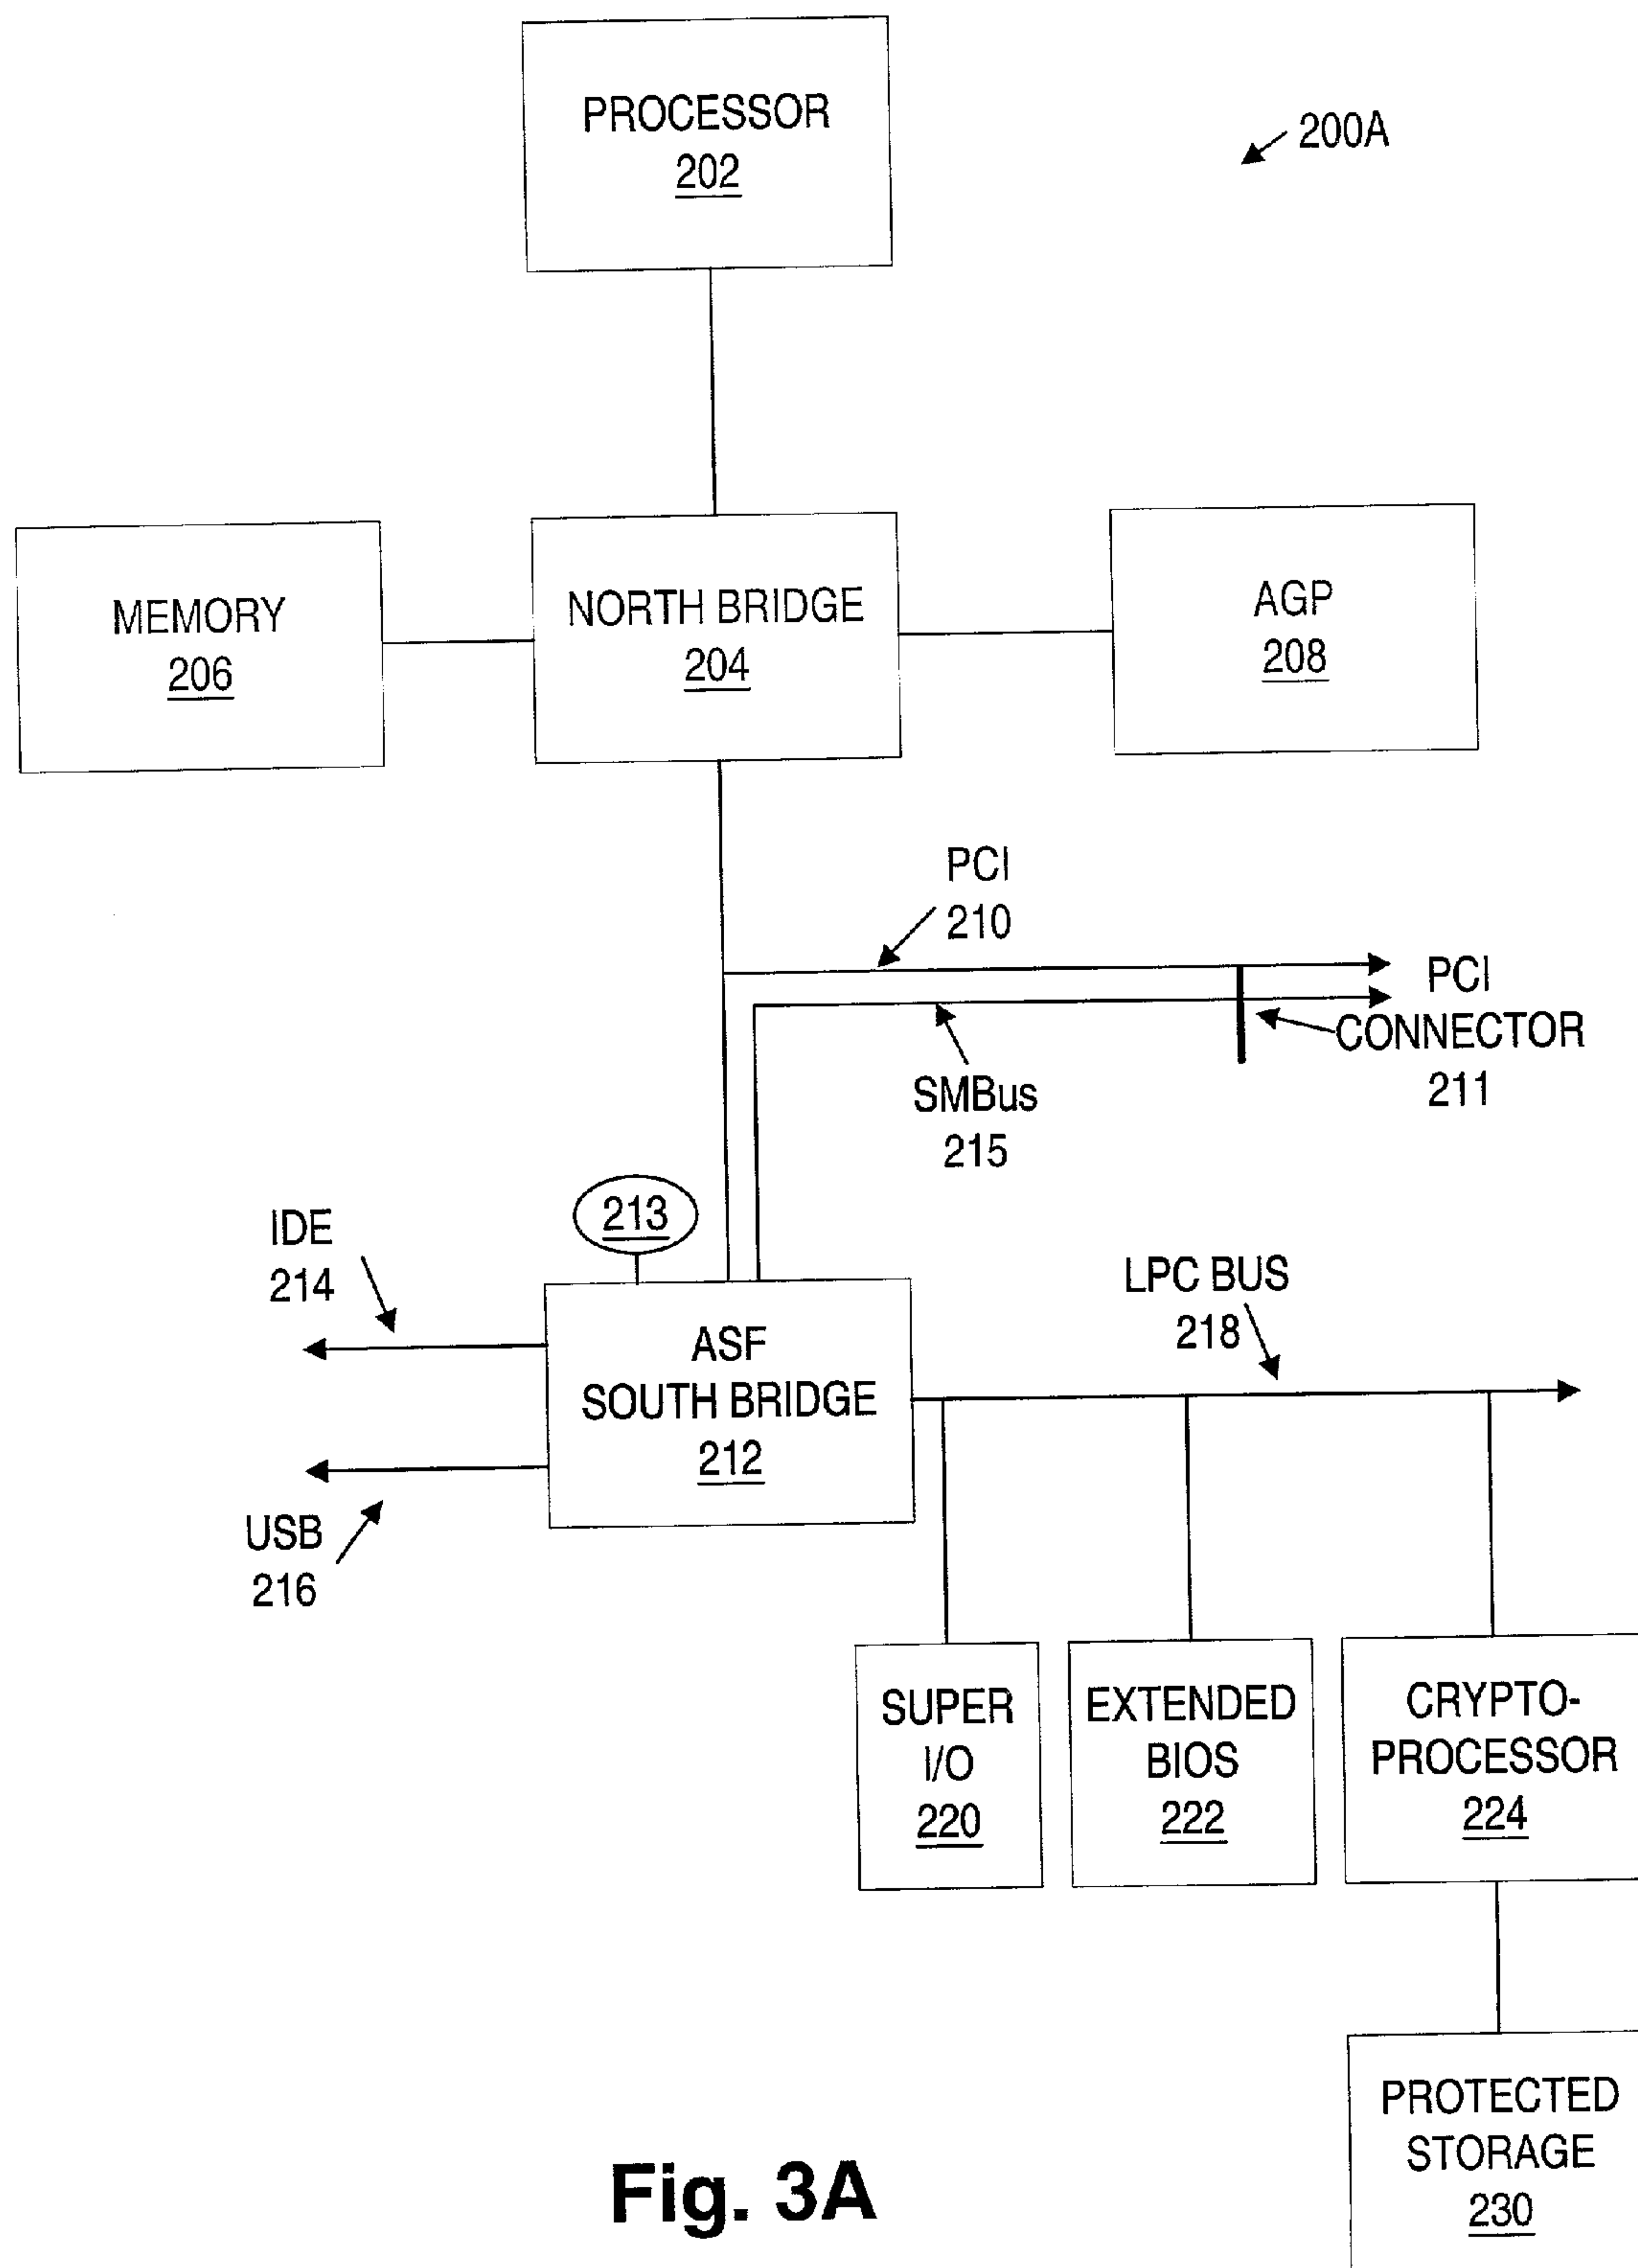 PROCESSOR
202
200A
MEMORY
206
NORTH BRIDGE
204
AGP
208
PCI
210
PCI
CONNECTOR
211
SMBus
215
213
IDE
214
ASF
SOUTH BRIDGE
212
LPC BUS
218
USB
216
SUPER
I/O
220
EXTENDED
BIOS
222
CRYPTO-
PROCESSOR
224
PROTECTED
STORAGE
230
Fig. 3A